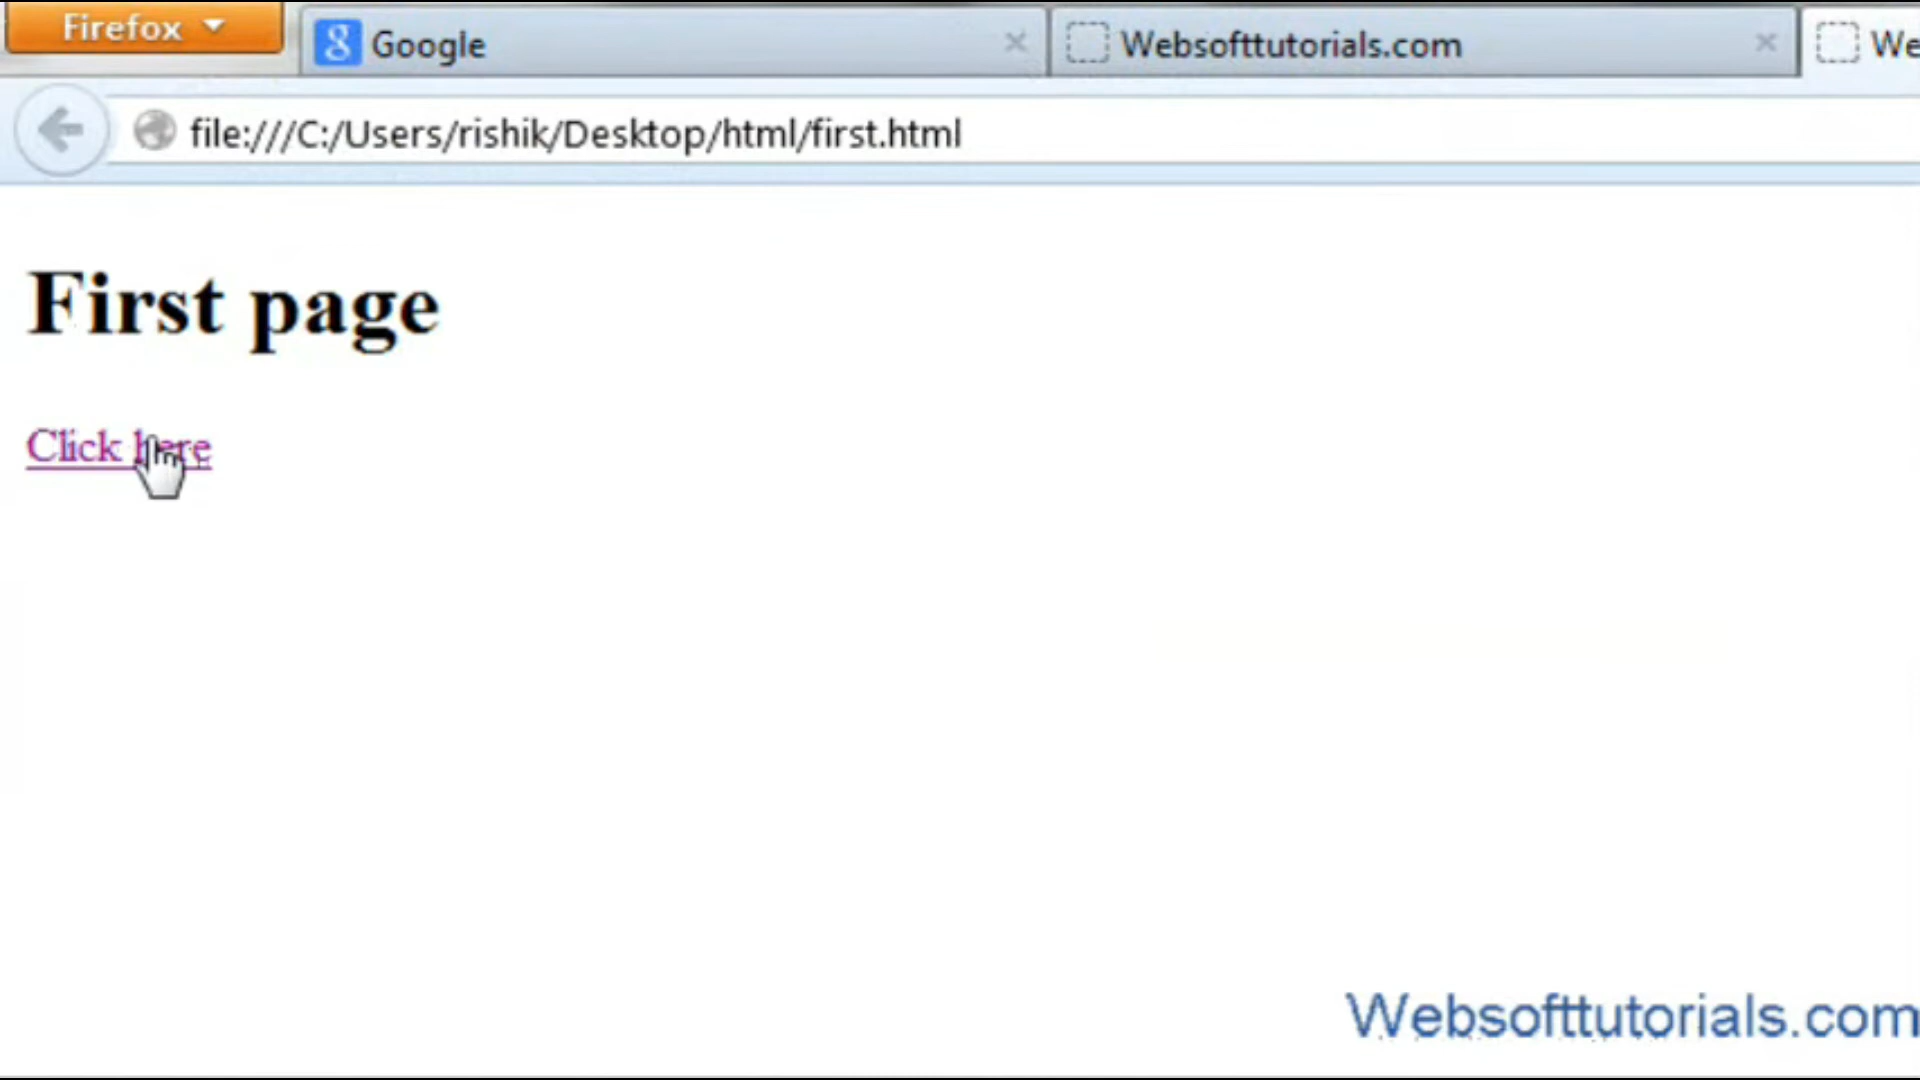 Firefox
Google
Websofttutorials.com
We
file:///C:/Users/rishik/Desktop/html/first.html
First page
Click here
Websofttutorials.com